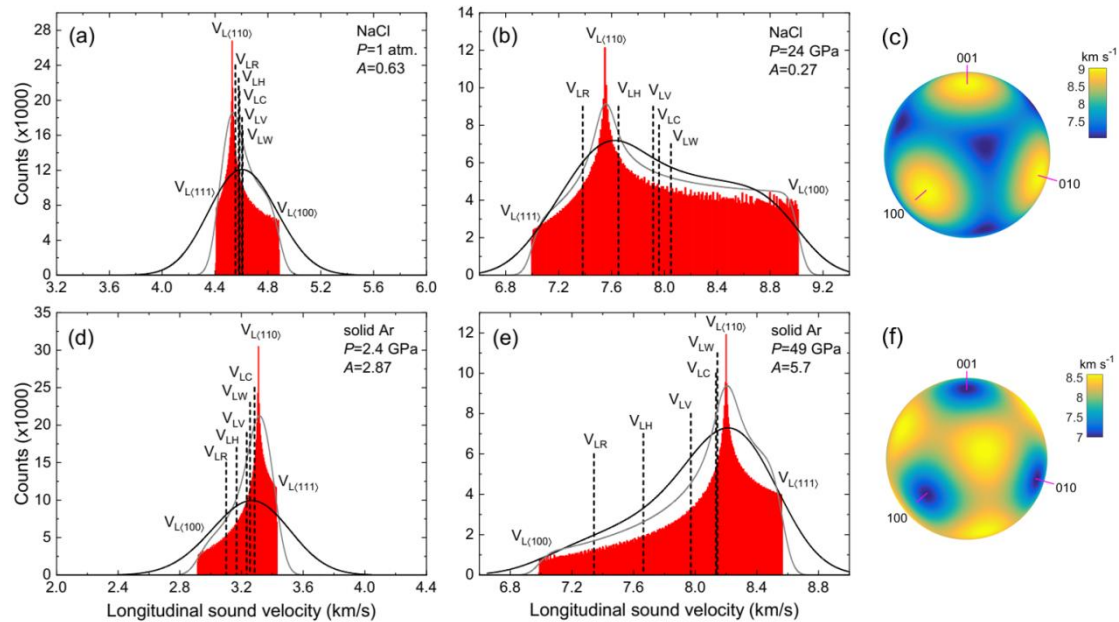 (a)
NaCl
P=1 atm.
A=0.63
V_L⟨110⟩
V_LR
V_LH
V_LC
V_LV
V_LW
V_L⟨111⟩
V_L⟨100⟩
Counts (x1000)
28
24
20
16
12
8
4
0
3.2 3.6 4.0 4.4 4.8 5.2 5.6 6.0
(b)
NaCl
P=24 GPa
A=0.27
V_L⟨110⟩
V_LR
V_LH
V_LV
V_LC
V_LW
V_L⟨111⟩
V_L⟨100⟩
14
12
10
8
6
4
2
0
6.8 7.2 7.6 8.0 8.4 8.8 9.2
(c)
001
010
100
km s⁻¹
9
8.5
8
7.5
(d)
solid Ar
P=2.4 GPa
A=2.87
V_L⟨110⟩
V_LC
V_LW
V_LV
V_LH
V_LR
V_L⟨100⟩
V_L⟨111⟩
Counts (x1000)
35
30
25
20
15
10
5
0
2.0 2.4 2.8 3.2 3.6 4.0 4.4
Longitudinal sound velocity (km/s)
(e)
solid Ar
P=49 GPa
A=5.7
V_L⟨110⟩
V_LW
V_LC
V_LV
V_LH
V_LR
V_L⟨100⟩
V_L⟨111⟩
12
10
8
6
4
2
0
6.8 7.2 7.6 8.0 8.4 8.8
Longitudinal sound velocity (km/s)
(f)
001
010
100
km s⁻¹
8.5
8
7.5
7